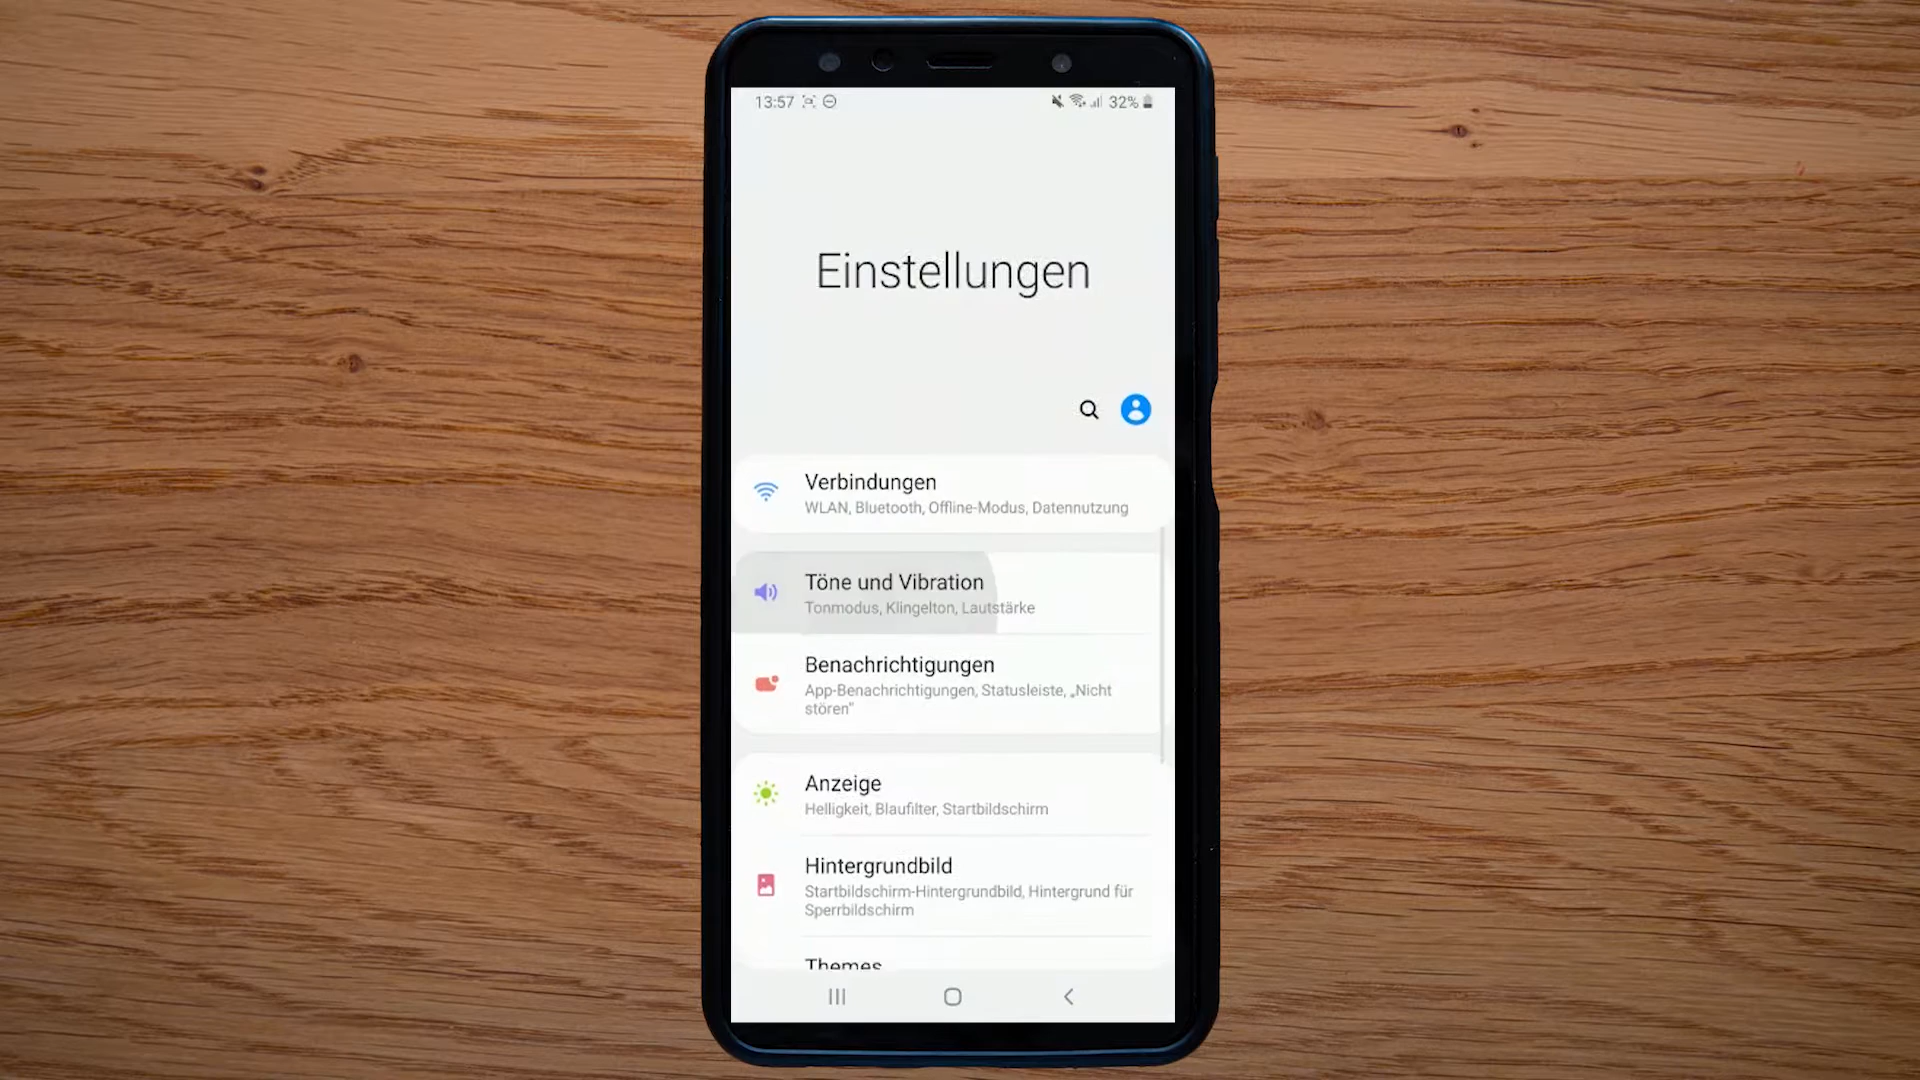 13:57
32%
Einstellungen
Verbindungen
WLAN, Bluetooth, Offline-Modus, Datennutzung
Töne und Vibration
Tonmodus, Klingelton, Lautstärke
Benachrichtigungen
App-Benachrichtigungen, Statusleiste, „Nicht
stören"
Anzeige
Helligkeit, Blaufilter, Startbildschirm
Hintergrundbild
Startbildschirm-Hintergrundbild, Hintergrund für
Sperrbildschirm
Themes